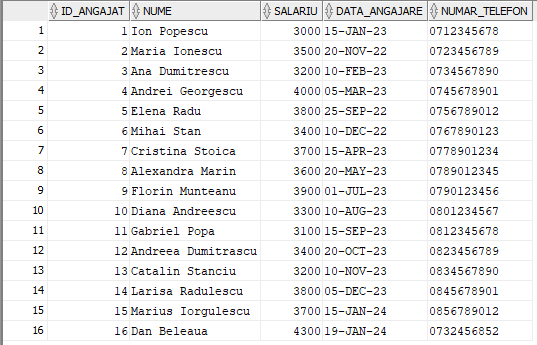 ID_ANGAJAT NUME SALARIU DATA_ANGAJARE NUMAR_TELEFON
1 1 Ion Popescu 3000 15-JAN-23 0712345678
2 2 Maria Ionescu 3500 20-NOV-22 0723456789
3 3 Ana Dumitrescu 3200 10-FEB-23 0734567890
4 4 Andrei Georgescu 4000 05-MAR-23 0745678901
5 5 Elena Radu 3800 25-SEP-22 0756789012
6 6 Mihai Stan 3400 10-DEC-22 0767890123
7 7 Cristina Stoica 3700 15-APR-23 0778901234
8 8 Alexandra Marin 3600 20-MAY-23 0789012345
9 9 Florin Munteanu 3900 01-JUL-23 0790123456
10 10 Diana Andreescu 3300 10-AUG-23 0801234567
11 11 Gabriel Popa 3100 15-SEP-23 0812345678
12 12 Andreea Dumitrascu 3400 20-OCT-23 0823456789
13 13 Catalin Stanciu 3200 10-NOV-23 0834567890
14 14 Larisa Radulescu 3800 05-DEC-23 0845678901
15 15 Marius Iorgulescu 3700 15-JAN-24 0856789012
16 16 Dan Beleaua 4300 19-JAN-24 0732456852